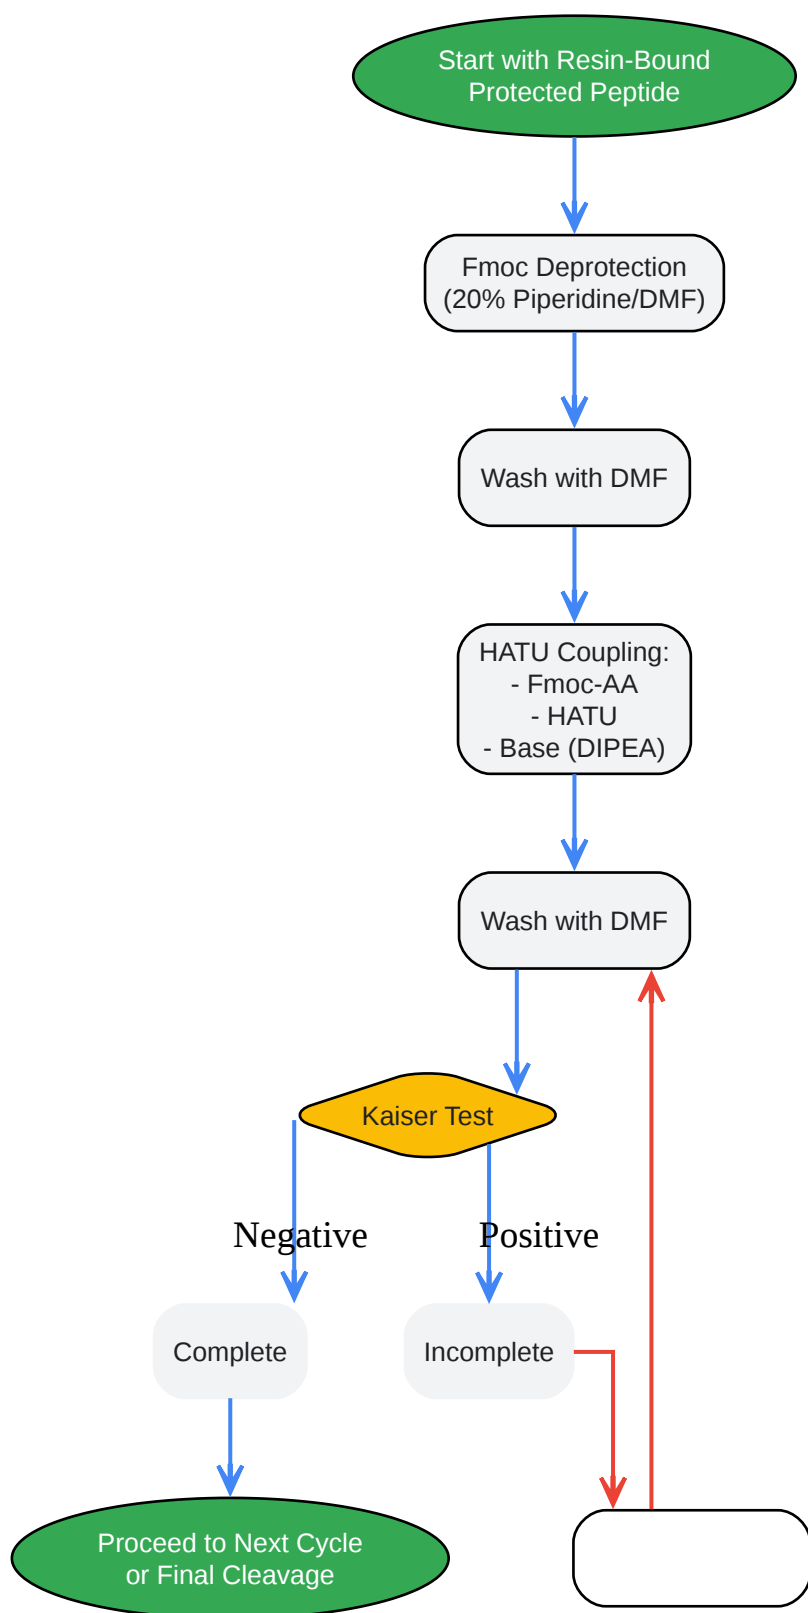 Start with Resin-Bound
Protected Peptide
Fmoc Deprotection
(20% Piperidine/DMF)
Wash with DMF
HATU Coupling:
- Fmoc-AA
- HATU
- Base (DIPEA)
Wash with DMF
Kaiser Test
Negative
Positive
Complete
Incomplete
Proceed to Next Cycle
or Final Cleavage